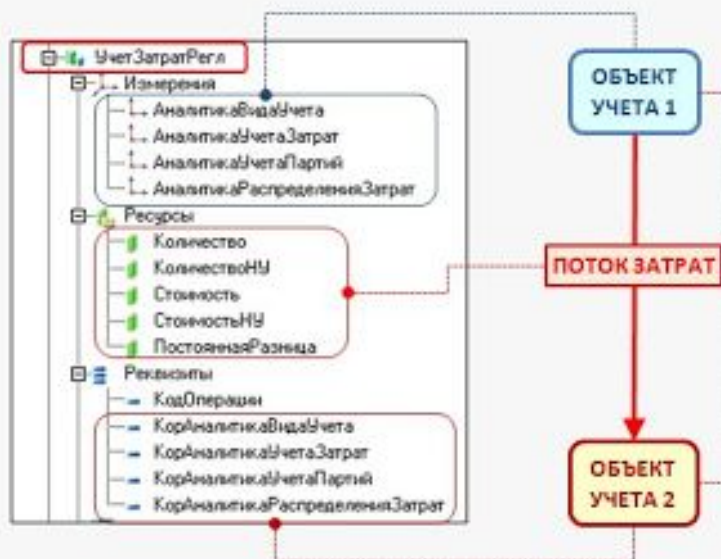 УчетЗатратРегл
Измерения
АналитикаВидаУчета
АналитикаУчетаЗатрат
АналитикаУчетаПартий
АналитикаРаспределенияЗатрат
Ресурсы
Количество
КоличествоНУ
Стоимость
СтоимостьНУ
ПостояннаяРазница
Реквизиты
КодОперации
КорАналитикаВидаУчета
КорАналитикаУчетаЗатрат
КорАналитикаУчетаПартий
КорАналитикаРаспределенияЗатрат
ОБЪЕКТ
УЧЕТА 1
ПОТОК ЗАТРАТ
ОБЪЕКТ
УЧЕТА 2